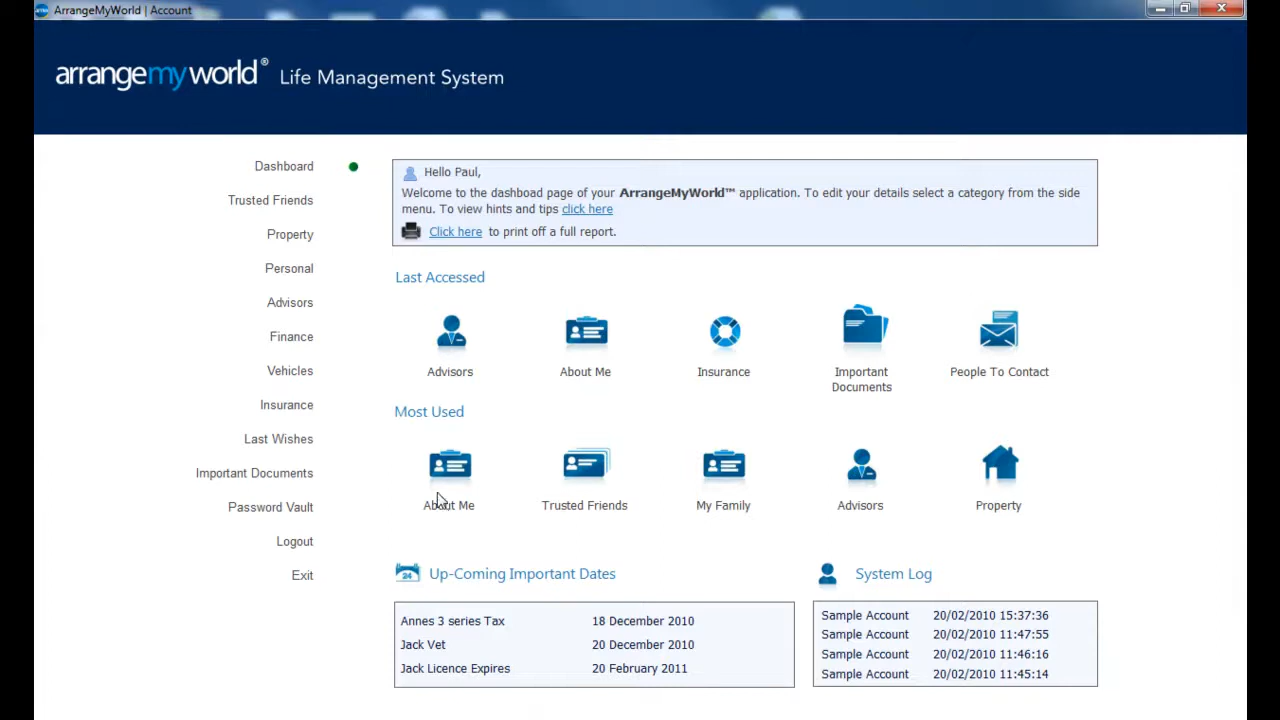 ArrangeMyWorld | Account
arrangemyworld® Life Management System
Dashboard
Trusted Friends
Property
Personal
Advisors
Finance
Vehicles
Insurance
Last Wishes
Important Documents
Password Vault
Logout
Exit
Hello Paul,
Welcome to the dashboad page of your ArrangeMyWorld™ application. To edit your details select a category from the side
menu. To view hints and tips click here
Click here to print off a full report.
Last Accessed
Advisors
About Me
Insurance
Important
Documents
People To Contact
Most Used
About Me
Trusted Friends
My Family
Advisors
Property
24 Up-Coming Important Dates
Annes 3 series Tax 18 December 2010
Jack Vet 20 December 2010
Jack Licence Expires 20 February 2011
System Log
Sample Account 20/02/2010 15:37:36
Sample Account 20/02/2010 11:47:55
Sample Account 20/02/2010 11:46:16
Sample Account 20/02/2010 11:45:14